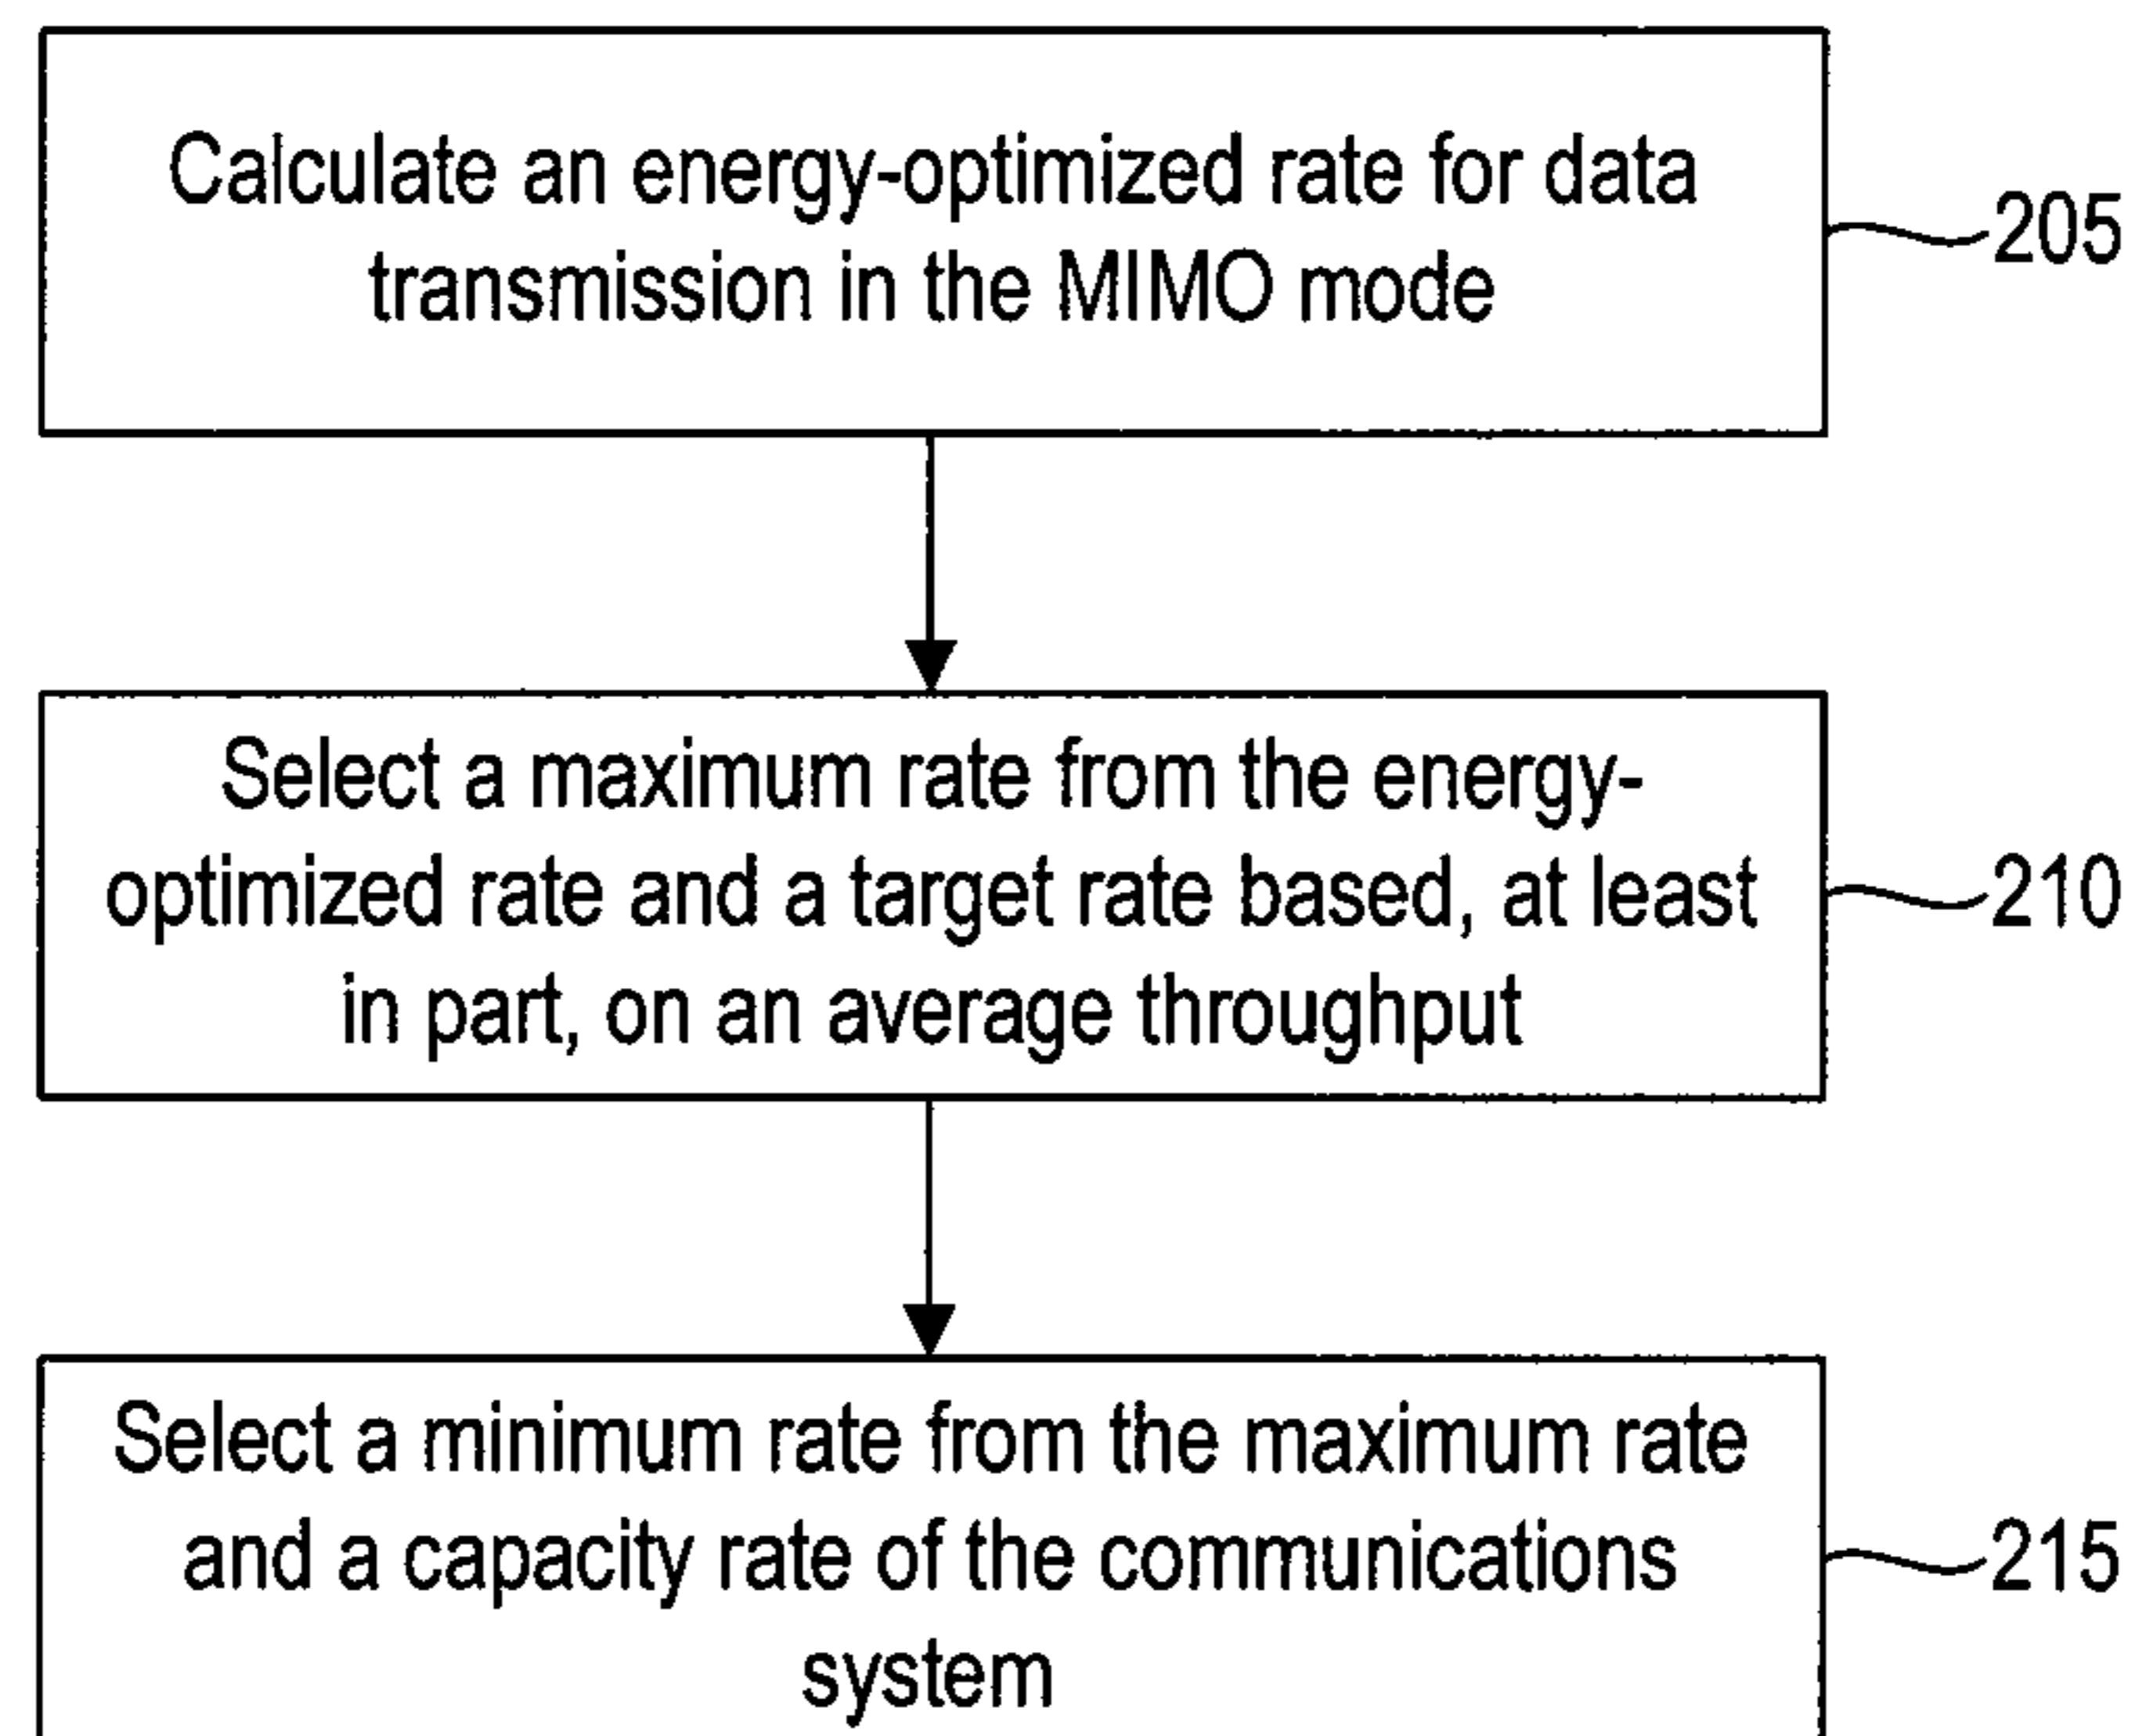 Calculate an energy-optimized rate for data
transmission in the MIMO mode
205
Select a maximum rate from the energy-
optimized rate and a target rate based, at least
in part, on an average throughput
210
Select a minimum rate from the maximum rate
and a capacity rate of the communications
system
215